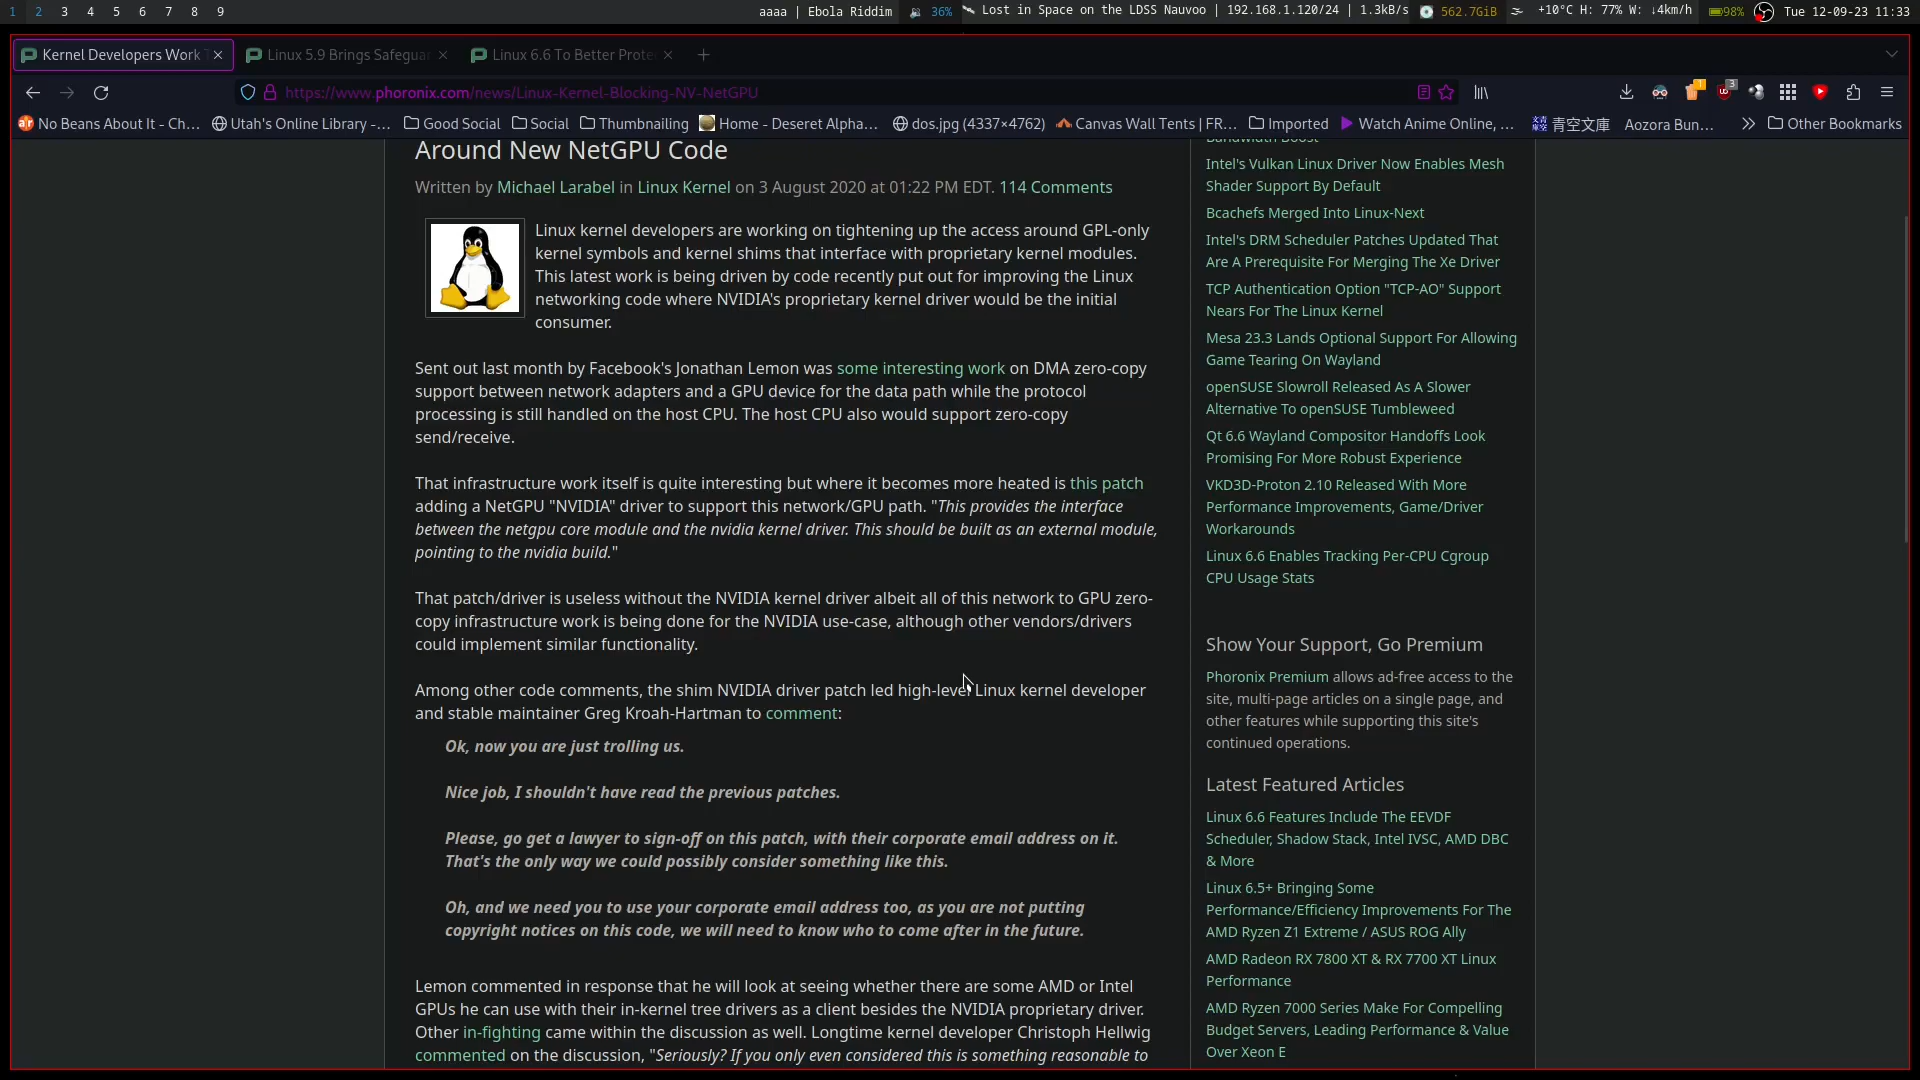 1 2 3 4 5 6 7 8 9
aaaa | Ebola Riddim
36%
Lost in Space on the LDSS Nauvoo | 192.168.1.120/24 | 1.3kB/s
562.7GiB
+10°C H: 77% W: ↓4km/h
98%
Tue 12-09-23 11:33
Kernel Developers Work T
Linux 5.9 Brings Safegua
Linux 6.6 To Better Prote
https://www.phoronix.com/news/Linux-Kernel-Blocking-NV-NetGPU
1
3
No Beans About It - Ch…
Utah's Online Library -…
Good Social
Social
Thumbnailing
Home - Deseret Alpha…
dos.jpg (4337×4762)
Canvas Wall Tents | FR…
Imported
Watch Anime Online, …
青空文庫
Aozora Bun…
Other Bookmarks
Around New NetGPU Code
Written by Michael Larabel in Linux Kernel on 3 August 2020 at 01:22 PM EDT. 114 Comments
Linux kernel developers are working on tightening up the access around GPL-only
kernel symbols and kernel shims that interface with proprietary kernel modules.
This latest work is being driven by code recently put out for improving the Linux
networking code where NVIDIA's proprietary kernel driver would be the initial
consumer.
Sent out last month by Facebook's Jonathan Lemon was some interesting work on DMA zero-copy
support between network adapters and a GPU device for the data path while the protocol
processing is still handled on the host CPU. The host CPU also would support zero-copy
send/receive.
That infrastructure work itself is quite interesting but where it becomes more heated is this patch
adding a NetGPU "NVIDIA" driver to support this network/GPU path. "This provides the interface
between the netgpu core module and the nvidia kernel driver. This should be built as an external module,
pointing to the nvidia build."
That patch/driver is useless without the NVIDIA kernel driver albeit all of this network to GPU zero-
copy infrastructure work is being done for the NVIDIA use-case, although other vendors/drivers
could implement similar functionality.
Among other code comments, the shim NVIDIA driver patch led high-level Linux kernel developer
and stable maintainer Greg Kroah-Hartman to comment:
Ok, now you are just trolling us.
Nice job, I shouldn't have read the previous patches.
Please, go get a lawyer to sign-off on this patch, with their corporate email address on it.
That's the only way we could possibly consider something like this.
Oh, and we need you to use your corporate email address too, as you are not putting
copyright notices on this code, we will need to know who to come after in the future.
Lemon commented in response that he will look at seeing whether there are some AMD or Intel
GPUs he can use with their in-kernel tree drivers as a client besides the NVIDIA proprietary driver.
Other in-fighting came within the discussion as well. Longtime kernel developer Christoph Hellwig
commented on the discussion, "Seriously? If you only even considered this is something reasonable to
Bandwidth Boost
Intel's Vulkan Linux Driver Now Enables Mesh
Shader Support By Default
Bcachefs Merged Into Linux-Next
Intel's DRM Scheduler Patches Updated That
Are A Prerequisite For Merging The Xe Driver
TCP Authentication Option "TCP-AO" Support
Nears For The Linux Kernel
Mesa 23.3 Lands Optional Support For Allowing
Game Tearing On Wayland
openSUSE Slowroll Released As A Slower
Alternative To openSUSE Tumbleweed
Qt 6.6 Wayland Compositor Handoffs Look
Promising For More Robust Experience
VKD3D-Proton 2.10 Released With More
Performance Improvements, Game/Driver
Workarounds
Linux 6.6 Enables Tracking Per-CPU Cgroup
CPU Usage Stats
Show Your Support, Go Premium
Phoronix Premium allows ad-free access to the
site, multi-page articles on a single page, and
other features while supporting this site's
continued operations.
Latest Featured Articles
Linux 6.6 Features Include The EEVDF
Scheduler, Shadow Stack, Intel IVSC, AMD DBC
& More
Linux 6.5+ Bringing Some
Performance/Efficiency Improvements For The
AMD Ryzen Z1 Extreme / ASUS ROG Ally
AMD Radeon RX 7800 XT & RX 7700 XT Linux
Performance
AMD Ryzen 7000 Series Make For Compelling
Budget Servers, Leading Performance & Value
Over Xeon E